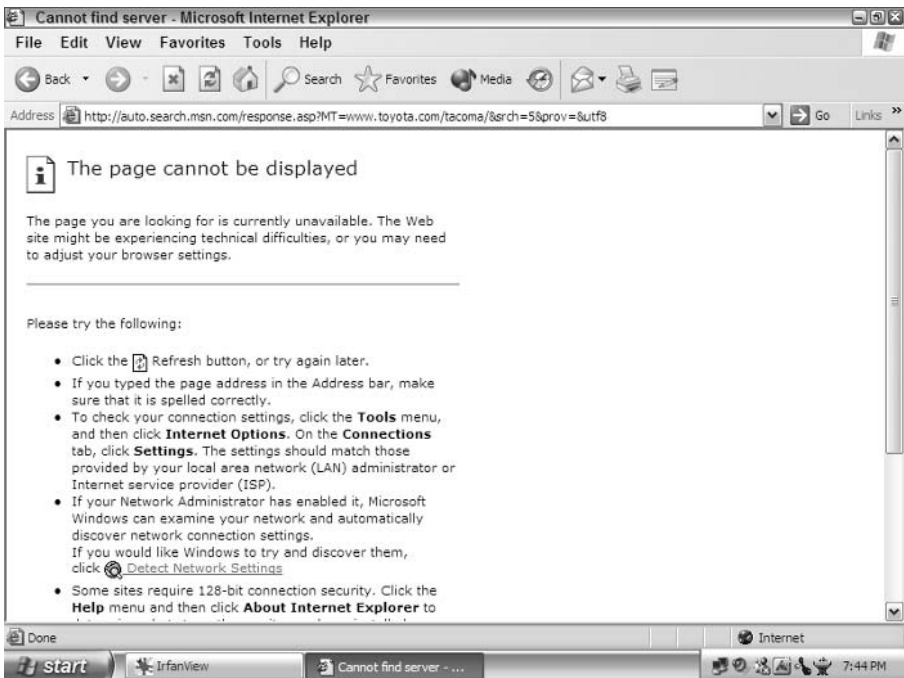 Cannot find server - Microsoft Internet Explorer
File Edit View Favorites Tools Help
Back Search Favorites Media
Address http://auto.search.msn.com/response.asp?MT=www.toyota.com/tacoma/&srch=5&prov=&utf8 Go Links »
The page cannot be displayed
The page you are looking for is currently unavailable. The Web
site might be experiencing technical difficulties, or you may need
to adjust your browser settings.
Please try the following:
• Click the Refresh button, or try again later.
• If you typed the page address in the Address bar, make
sure that it is spelled correctly.
• To check your connection settings, click the Tools menu,
and then click Internet Options. On the Connections
tab, click Settings. The settings should match those
provided by your local area network (LAN) administrator or
Internet service provider (ISP).
• If your Network Administrator has enabled it, Microsoft
Windows can examine your network and automatically
discover network connection settings.
If you would like Windows to try and discover them,
click Detect Network Settings
• Some sites require 128-bit connection security. Click the
Help menu and then click About Internet Explorer to
Done Internet
start IrfanView Cannot find server - ... 7:44 PM